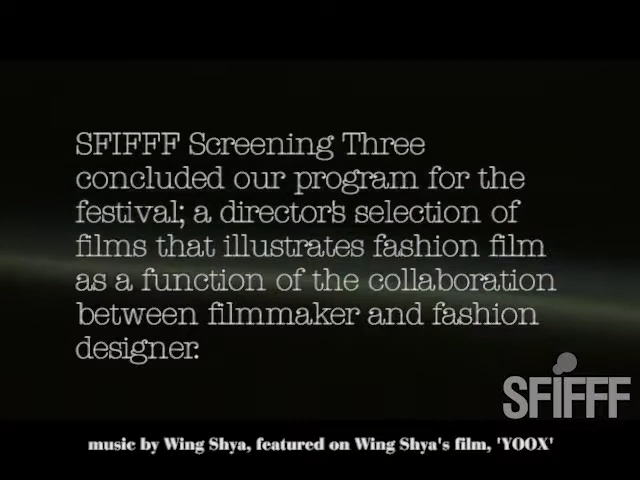 SFIFFF Screening Three
concluded our program for the
festival; a director's selection of
films that illustrates fashion film
as a function of the collaboration
between filmmaker and fashion
designer.
SFIFFF
music by Wing Shya, featured on Wing Shya's film, 'YOOX'